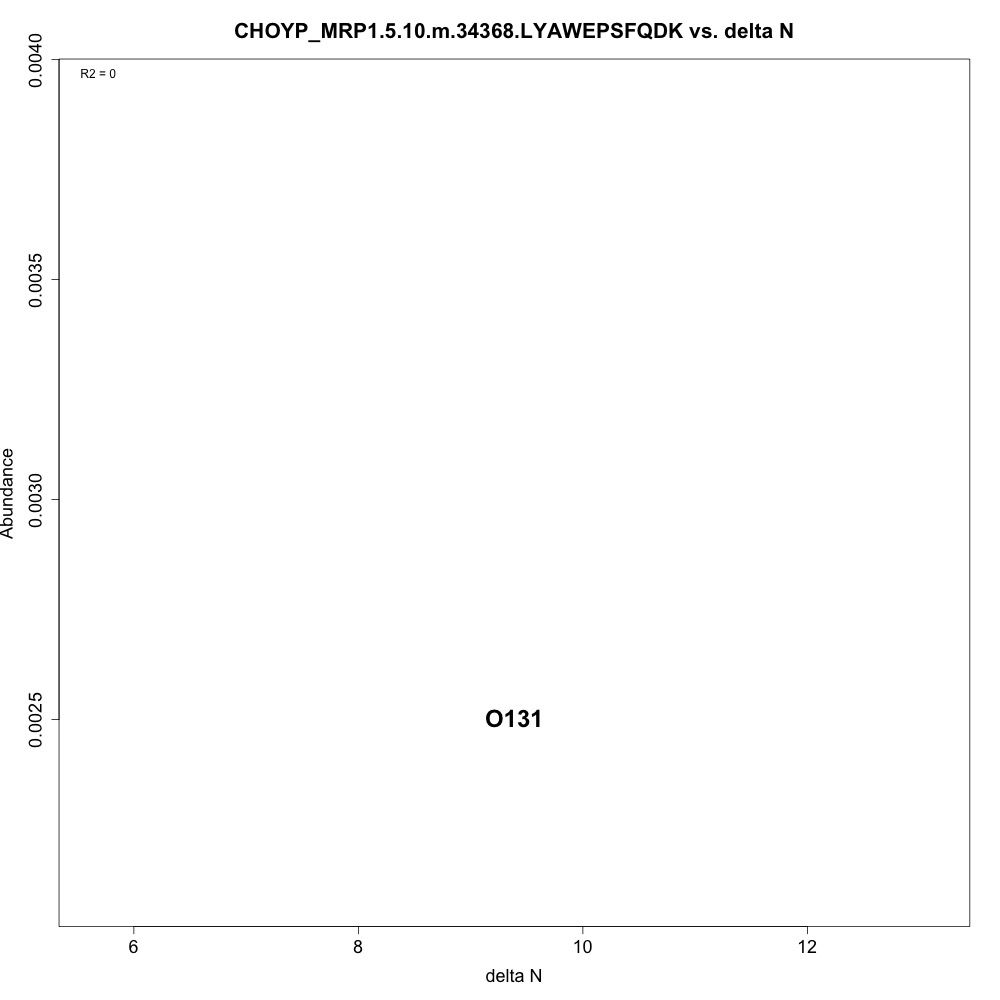 CHOYP_MRP1.5.10.m.34368.LYAWEPSFQDK vs. delta N
R2 = 0
0.0040
0.0035
0.0030
0.0025
Abundance
O131
6 8 10 12
delta N